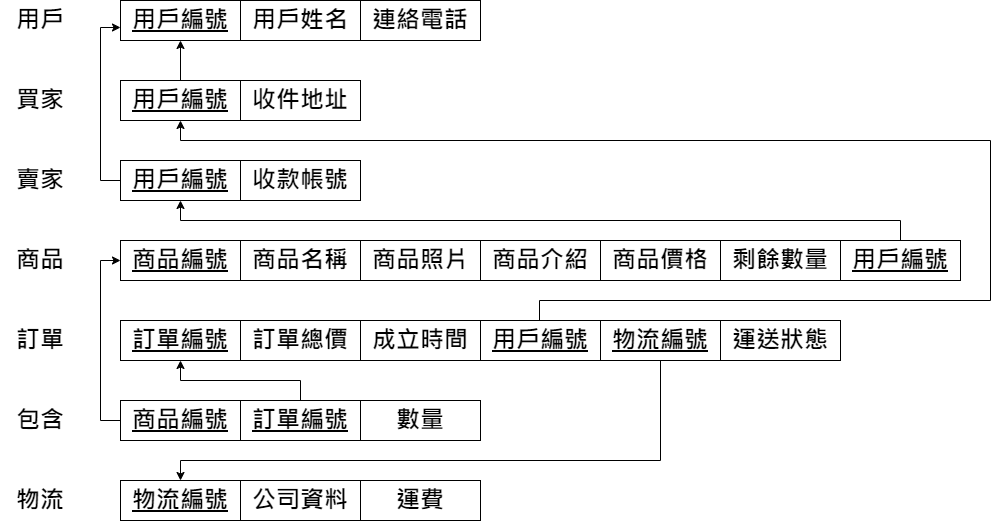 用戶 用戶編號 用戶姓名 連絡電話
買家 用戶編號 收件地址
賣家 用戶編號 收款帳號
商品 商品編號 商品名稱 商品照片 商品介紹 商品價格 剩餘數量 用戶編號
訂單 訂單編號 訂單總價 成立時間 用戶編號 物流編號 運送狀態
包含 商品編號 訂單編號 數量
物流 物流編號 公司資料 運費